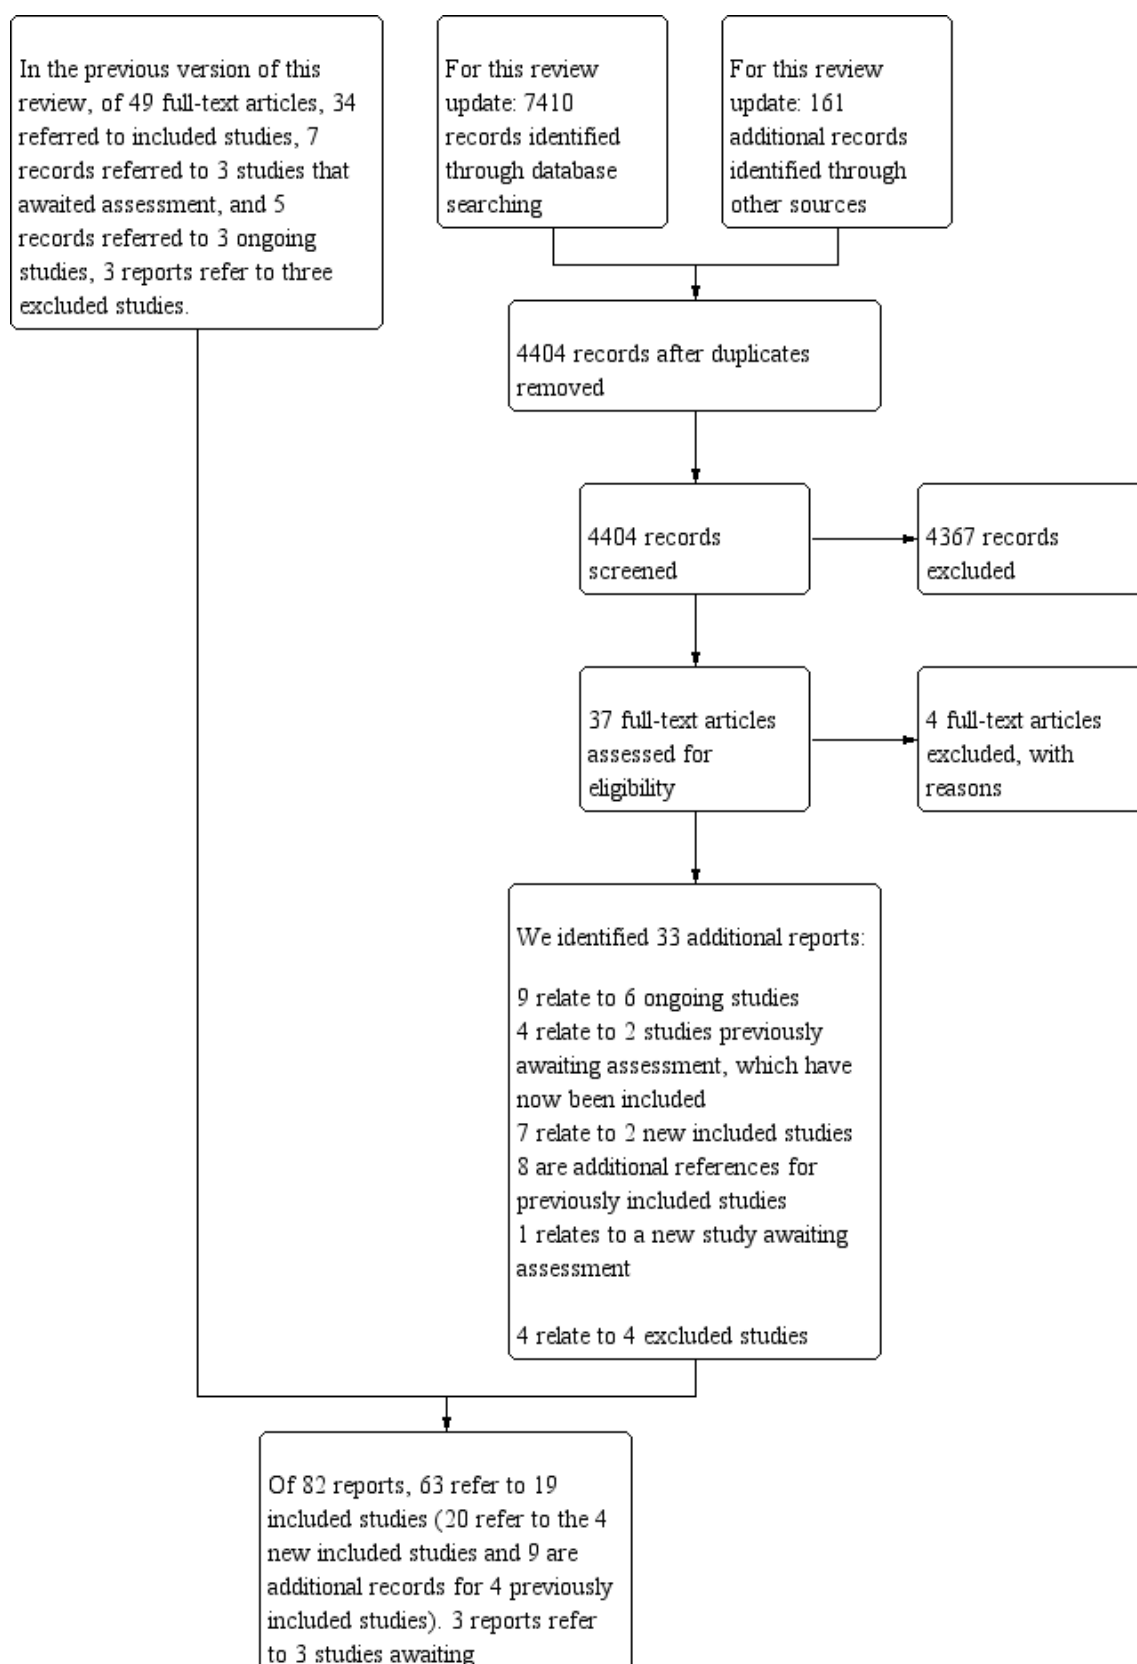 In the previous version of this
review, of 49 full-text articles, 34
referred to included studies, 7
records referred to 3 studies that
awaited assessment, and 5
records referred to 3 ongoing
studies, 3 reports refer to three
excluded studies.
For this review
update: 7410
records identified
through database
searching
For this review
update: 161
additional records
identified through
other sources
4404 records after duplicates
removed
4404 records
screened
4367 records
excluded
37 full-text articles
assessed for
eligibility
4 full-text articles
excluded, with
reasons
We identified 33 additional reports:
9 relate to 6 ongoing studies
4 relate to 2 studies previously
awaiting assessment, which have
now been included
7 relate to 2 new included studies
8 are additional references for
previously included studies
1 relates to a new study awaiting
assessment
4 relate to 4 excluded studies
Of 82 reports, 63 refer to 19
included studies (20 refer to the 4
new included studies and 9 are
additional records for 4 previously
included studies). 3 reports refer
to 3 studies awaiting